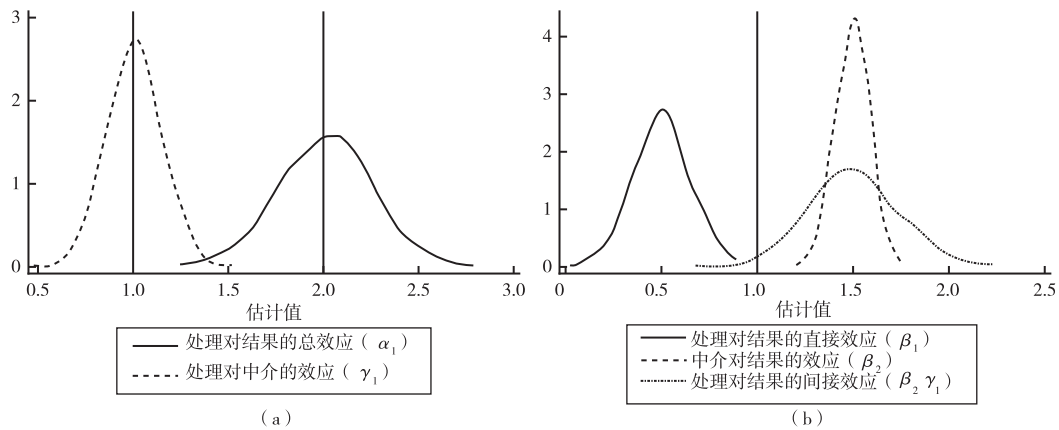 3
2
1
0
0.5 1.0 1.5 2.0 2.5 3.0
估计值
处理对结果的总效应（α₁）
处理对中介的效应（γ₁）
（a）
4
3
2
1
0
0 0.5 1.0 1.5 2.0 2.5
估计值
处理对结果的直接效应（β₁）
中介对结果的效应（β₂）
处理对结果的间接效应（β₂γ₁）
（b）